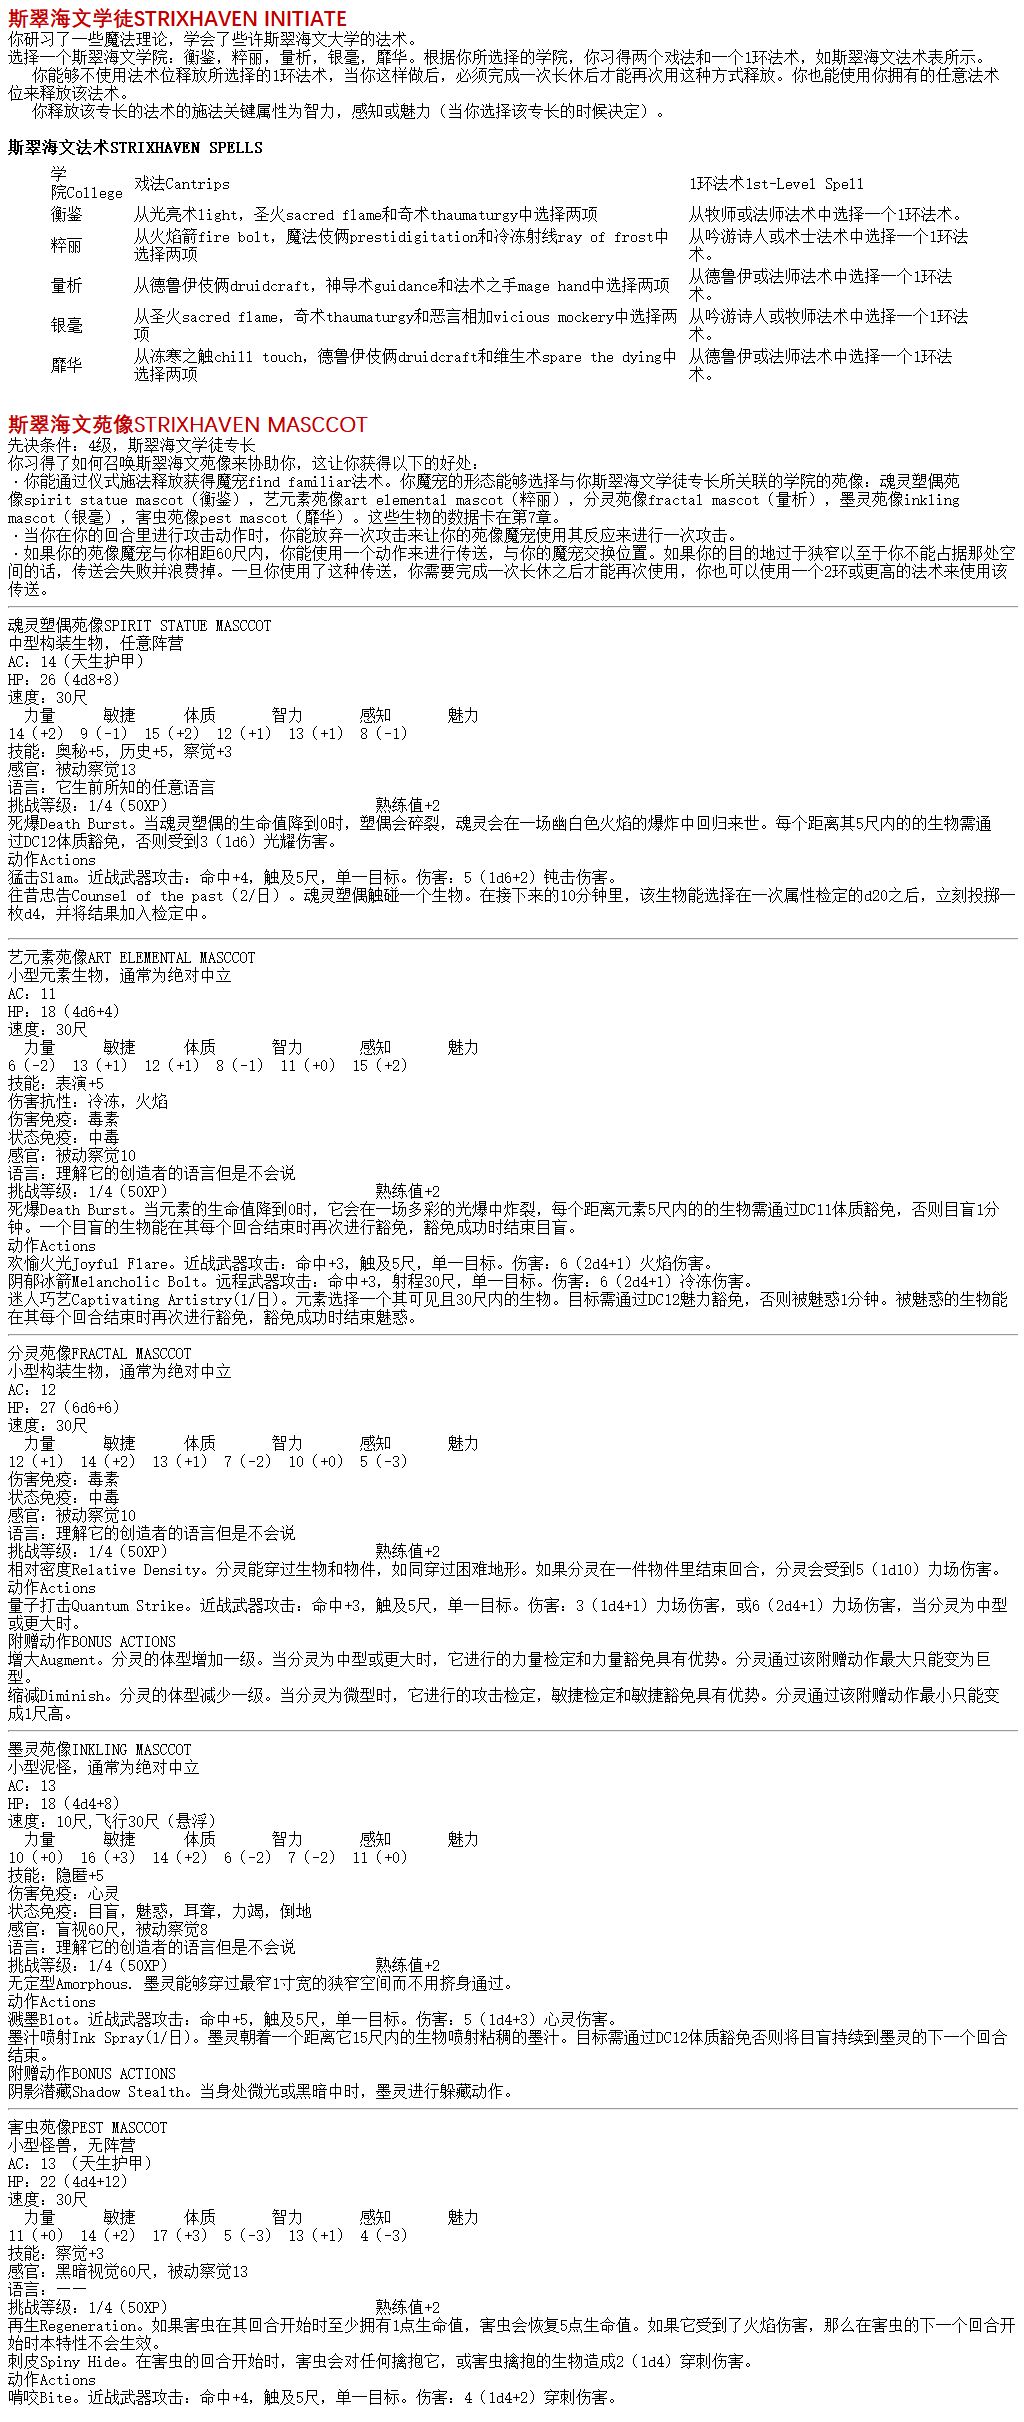 斯翠海文学徒STRIXHAVEN INITIATE
你研习了一些魔法理论，学会了些许斯翠海文大学的法术。
选择一个斯翠海文学院：衡鉴，粹丽，量析，银毫，靡华。根据你所选择的学院，你习得两个戏法和一个1环法术，如斯翠海文法术表所示。
你能够不使用法术位释放所选择的1环法术，当你这样做后，必须完成一次长休后才能再次用这种方式释放。你也能使用你拥有的任意法术
位来释放该法术。
你释放该专长的法术的施法关键属性为智力，感知或魅力（当你选择该专长的时候决定）。
斯翠海文法术STRIXHAVEN SPELLS
学
院College 戏法Cantrips 1环法术1st-Level Spell
衡鉴 从光亮术light，圣火sacred flame和奇术thaumaturgy中选择两项 从牧师或法师法术中选择一个1环法术。
粹丽 从火焰箭fire bolt，魔法伎俩prestidigitation和冷冻射线ray of frost中
选择两项 从吟游诗人或术士法术中选择一个1环法
术。
量析 从德鲁伊伎俩druidcraft，神导术guidance和法术之手mage hand中选择两项 从德鲁伊或法师法术中选择一个1环法
术。
银毫 从圣火sacred flame，奇术thaumaturgy和恶言相加vicious mockery中选择两
项 从吟游诗人或牧师法术中选择一个1环法
术。
靡华 从冻寒之触chill touch，德鲁伊伎俩druidcraft和维生术spare the dying中
选择两项 从德鲁伊或法师法术中选择一个1环法
术。
斯翠海文苑像STRIXHAVEN MASCCOT
先决条件：4级，斯翠海文学徒专长
你习得了如何召唤斯翠海文苑像来协助你，这让你获得以下的好处：
·你能通过仪式施法释放获得魔宠find familiar法术。你魔宠的形态能够选择与你斯翠海文学徒专长所关联的学院的苑像：魂灵塑偶苑
像spirit statue mascot（衡鉴），艺元素苑像art elemental mascot（粹丽），分灵苑像fractal mascot（量析），墨灵苑像inkling
mascot（银毫），害虫苑像pest mascot（靡华）。这些生物的数据卡在第7章。
·当你在你的回合里进行攻击动作时，你能放弃一次攻击来让你的苑像魔宠使用其反应来进行一次攻击。
·如果你的苑像魔宠与你相距60尺内，你能使用一个动作来进行传送，与你的魔宠交换位置。如果你的目的地过于狭窄以至于你不能占据那处空
间的话，传送会失败并浪费掉。一旦你使用了这种传送，你需要完成一次长休之后才能再次使用，你也可以使用一个2环或更高的法术来使用该
传送。
魂灵塑偶苑像SPIRIT STATUE MASCCOT
中型构装生物，任意阵营
AC：14（天生护甲）
HP：26（4d8+8）
速度：30尺
力量 敏捷 体质 智力 感知 魅力
14（+2） 9（-1） 15（+2） 12（+1） 13（+1） 8（-1）
技能：奥秘+5，历史+5，察觉+3
感官：被动察觉13
语言：它生前所知的任意语言
挑战等级：1/4（50XP） 熟练值+2
死爆Death Burst。当魂灵塑偶的生命值降到0时，塑偶会碎裂，魂灵会在一场幽白色火焰的爆炸中回归来世。每个距离其5尺内的的生物需通
过DC12体质豁免，否则受到3（1d6）光耀伤害。
动作Actions
猛击Slam。近战武器攻击：命中+4，触及5尺，单一目标。伤害：5（1d6+2）钝击伤害。
往昔忠告Counsel of the past（2/日）。魂灵塑偶触碰一个生物。在接下来的10分钟里，该生物能选择在一次属性检定的d20之后，立刻投掷一
枚d4，并将结果加入检定中。
艺元素苑像ART ELEMENTAL MASCCOT
小型元素生物，通常为绝对中立
AC：11
HP：18（4d6+4）
速度：30尺
力量 敏捷 体质 智力 感知 魅力
6（-2） 13（+1） 12（+1） 8（-1） 11（+0） 15（+2）
技能：表演+5
伤害抗性：冷冻，火焰
伤害免疫：毒素
状态免疫：中毒
感官：被动察觉10
语言：理解它的创造者的语言但是不会说
挑战等级：1/4（50XP） 熟练值+2
死爆Death Burst。当元素的生命值降到0时，它会在一场多彩的光爆中炸裂，每个距离元素5尺内的的生物需通过DC11体质豁免，否则目盲1分
钟。一个目盲的生物能在其每个回合结束时再次进行豁免，豁免成功时结束目盲。
动作Actions
欢愉火光Joyful Flare。近战武器攻击：命中+3，触及5尺，单一目标。伤害：6（2d4+1）火焰伤害。
阴郁冰箭Melancholic Bolt。远程武器攻击：命中+3，射程30尺，单一目标。伤害：6（2d4+1）冷冻伤害。
迷人巧艺Captivating Artistry(1/日)。元素选择一个其可见且30尺内的生物。目标需通过DC12魅力豁免，否则被魅惑1分钟。被魅惑的生物能
在其每个回合结束时再次进行豁免，豁免成功时结束魅惑。
分灵苑像FRACTAL MASCCOT
小型构装生物，通常为绝对中立
AC：12
HP：27（6d6+6）
速度：30尺
力量 敏捷 体质 智力 感知 魅力
12（+1） 14（+2） 13（+1） 7（-2） 10（+0） 5（-3）
伤害免疫：毒素
状态免疫：中毒
感官：被动察觉10
语言：理解它的创造者的语言但是不会说
挑战等级：1/4（50XP） 熟练值+2
相对密度Relative Density。分灵能穿过生物和物件，如同穿过困难地形。如果分灵在一件物件里结束回合，分灵会受到5（1d10）力场伤害。
动作Actions
量子打击Quantum Strike。近战武器攻击：命中+3，触及5尺，单一目标。伤害：3（1d4+1）力场伤害，或6（2d4+1）力场伤害，当分灵为中型
或更大时。
附赠动作BONUS ACTIONS
增大Augment。分灵的体型增加一级。当分灵为中型或更大时，它进行的力量检定和力量豁免具有优势。分灵通过该附赠动作最大只能变为巨
型。
缩减Diminish。分灵的体型减少一级。当分灵为微型时，它进行的攻击检定，敏捷检定和敏捷豁免具有优势。分灵通过该附赠动作最小只能变
成1尺高。
墨灵苑像INKLING MASCCOT
小型泥怪，通常为绝对中立
AC：13
HP：18（4d4+8）
速度：10尺,飞行30尺（悬浮）
力量 敏捷 体质 智力 感知 魅力
10（+0） 16（+3） 14（+2） 6（-2） 7（-2） 11（+0）
技能：隐匿+5
伤害免疫：心灵
状态免疫：目盲，魅惑，耳聋，力竭，倒地
感官：盲视60尺，被动察觉8
语言：理解它的创造者的语言但是不会说
挑战等级：1/4（50XP） 熟练值+2
无定型Amorphous. 墨灵能够穿过最窄1寸宽的狭窄空间而不用挤身通过。
动作Actions
溅墨Blot。近战武器攻击：命中+5，触及5尺，单一目标。伤害：5（1d4+3）心灵伤害。
墨汁喷射Ink Spray(1/日)。墨灵朝着一个距离它15尺内的生物喷射粘稠的墨汁。目标需通过DC12体质豁免否则将目盲持续到墨灵的下一个回合
结束。
附赠动作BONUS ACTIONS
阴影潜藏Shadow Stealth。当身处微光或黑暗中时，墨灵进行躲藏动作。
害虫苑像PEST MASCCOT
小型怪兽，无阵营
AC：13 （天生护甲）
HP：22（4d4+12）
速度：30尺
力量 敏捷 体质 智力 感知 魅力
11（+0） 14（+2） 17（+3） 5（-3） 13（+1） 4（-3）
技能：察觉+3
感官：黑暗视觉60尺，被动察觉13
语言：——
挑战等级：1/4（50XP） 熟练值+2
再生Regeneration。如果害虫在其回合开始时至少拥有1点生命值，害虫会恢复5点生命值。如果它受到了火焰伤害，那么在害虫的下一个回合开
始时本特性不会生效。
刺皮Spiny Hide。在害虫的回合开始时，害虫会对任何擒抱它，或害虫擒抱的生物造成2（1d4）穿刺伤害。
动作Actions
啃咬Bite。近战武器攻击：命中+4，触及5尺，单一目标。伤害：4（1d4+2）穿刺伤害。